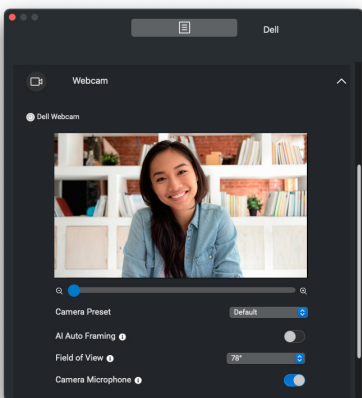 Dell
Webcam
Dell Webcam
Camera Preset
Default
AI Auto Framing
Field of View
78°
Camera Microphone